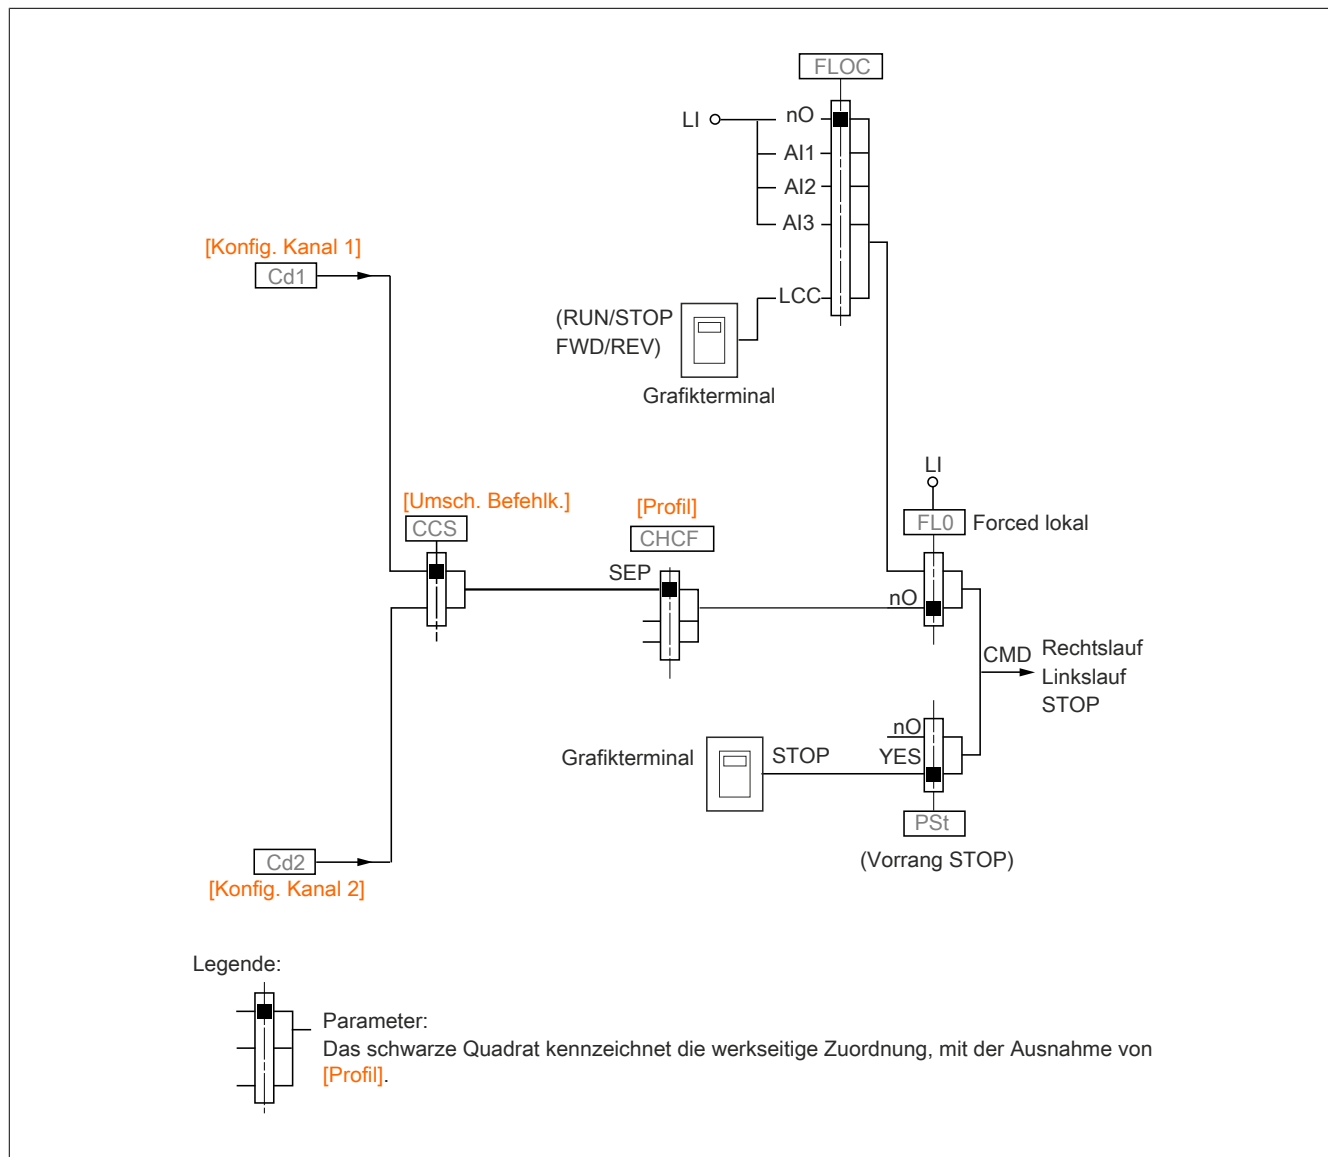 FLOC
LI
nO
AI1
AI2
AI3
LCC
(RUN/STOP
FWD/REV)
Grafikterminal
[Konfig. Kanal 1]
Cd1
[Umsch. Befehlk.]
CCS
[Profil]
CHCF
SEP
LI
FL0
Forced lokal
nO
CMD
Rechtslauf
Linkslauf
STOP
nO
YES
Grafikterminal
STOP
PSt
(Vorrang STOP)
Cd2
[Konfig. Kanal 2]
Legende:
Parameter:
Das schwarze Quadrat kennzeichnet die werkseitige Zuordnung, mit der Ausnahme von
[Profil].